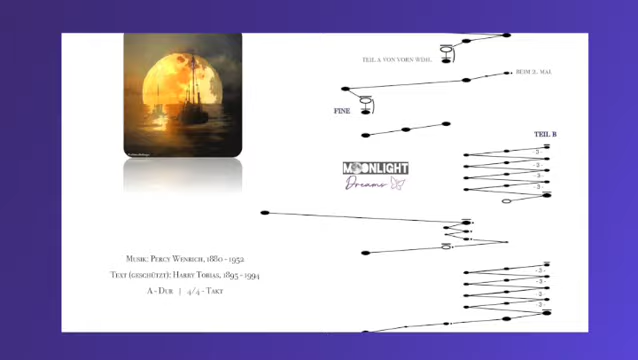 TEIL A VON VORN WDH.
BEIM 2. MAL
FINE
TEIL B
- 3 -
- 3 -
- 3 -
- 3 -
MOONLIGHT
Dreams
MUSIK: PERCY WENRICH, 1880 - 1952
TEXT (GESCHÜTZT): HARRY TOBIAS, 1895 - 1994
A - DUR | 4/4 - TAKT
- 3 -
- 3 -
- 3 -
- 3 -